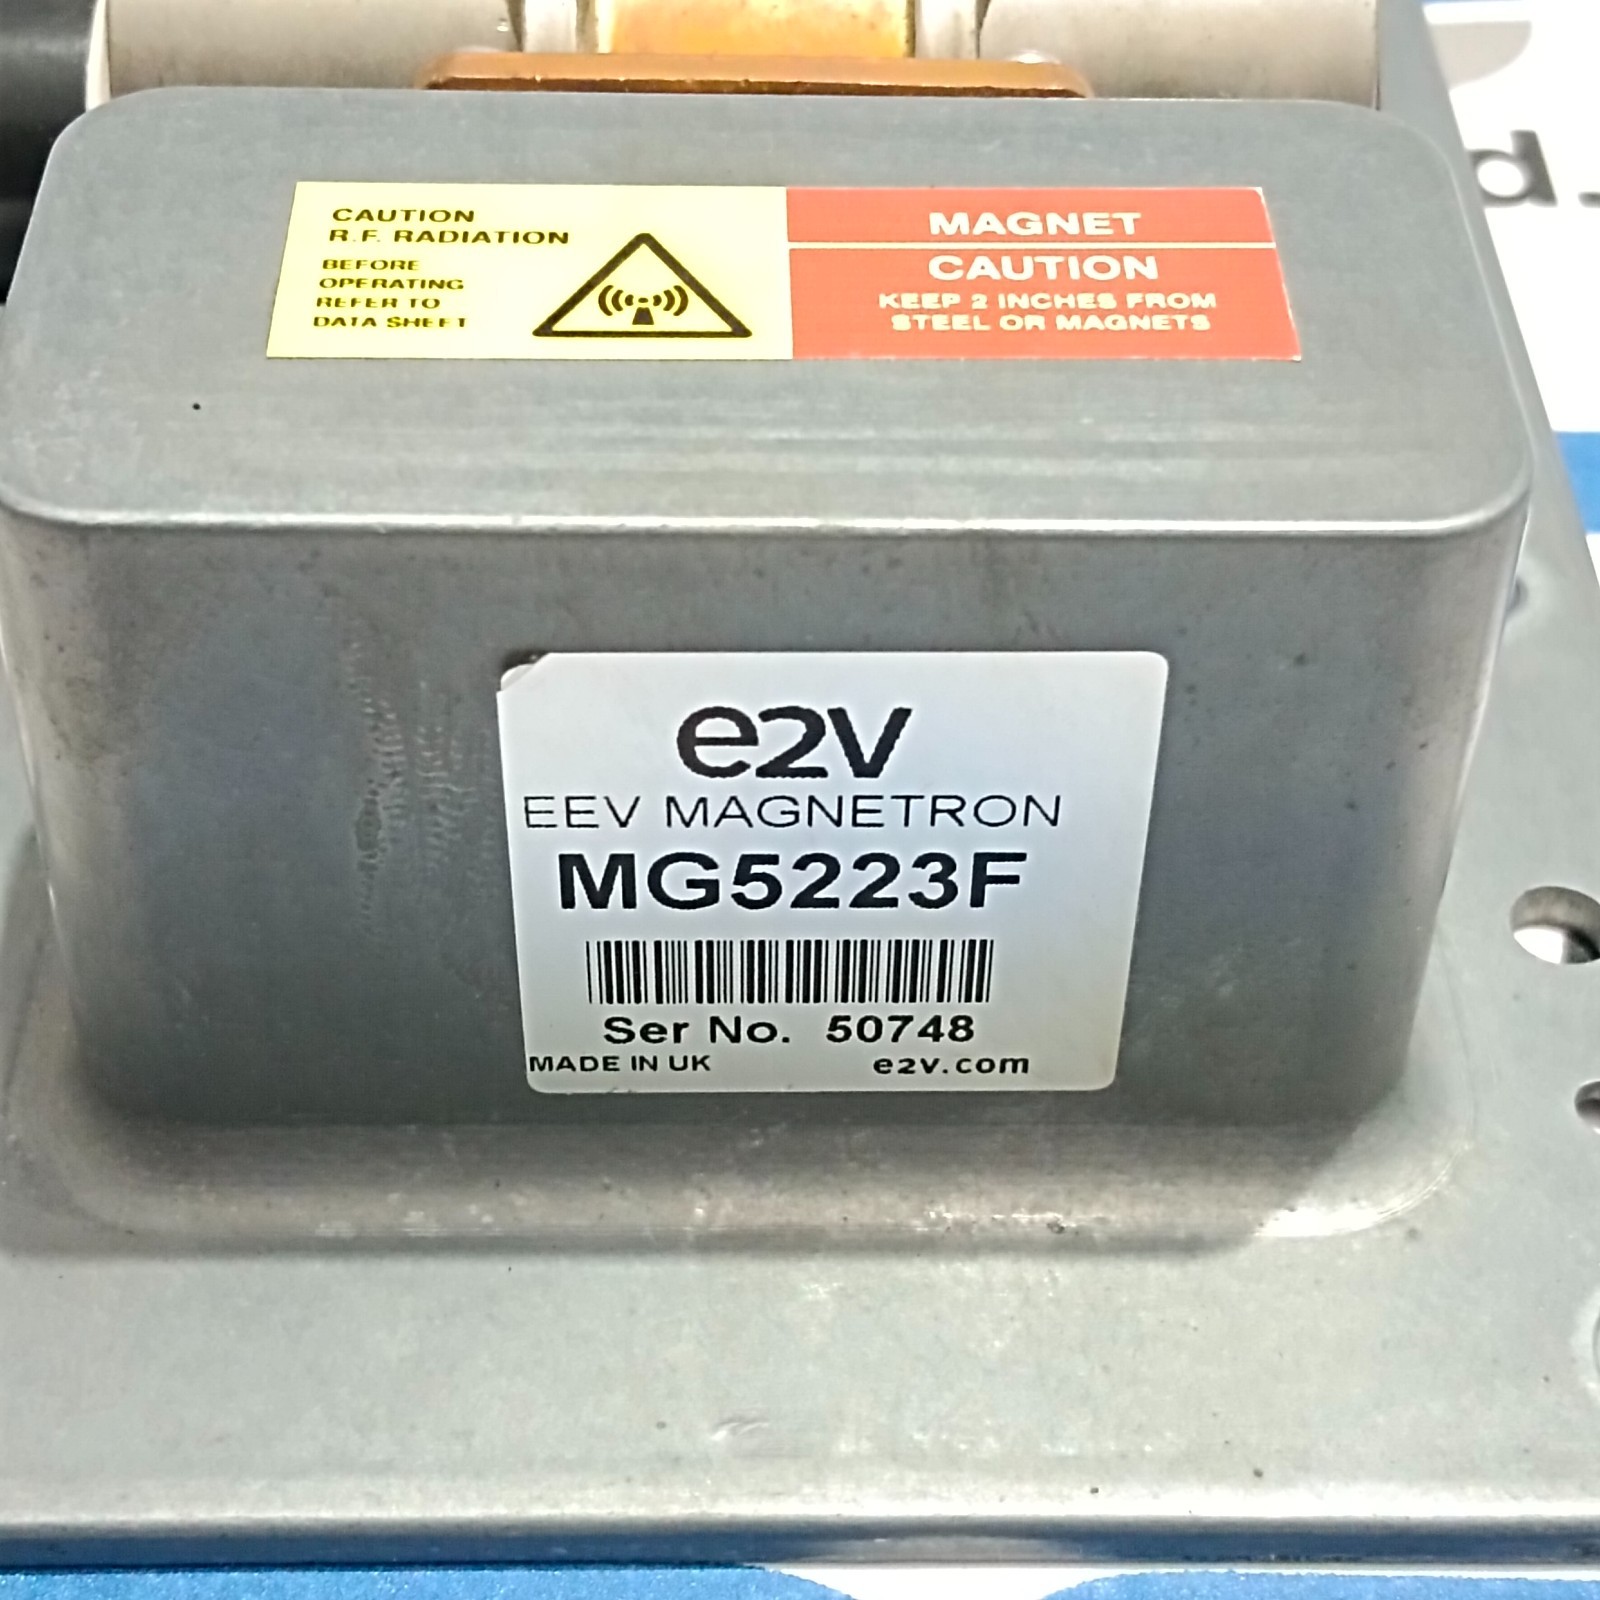 CAUTION
R.F. RADIATION
BEFORE
OPERATING
REFER TO
DATA SHEET
MAGNET
CAUTION
KEEP 2 INCHES FROM
STEEL OR MAGNETS
e2v
EEV MAGNETRON
MG5223F
Ser No. 50748
MADE IN UK e2v.com